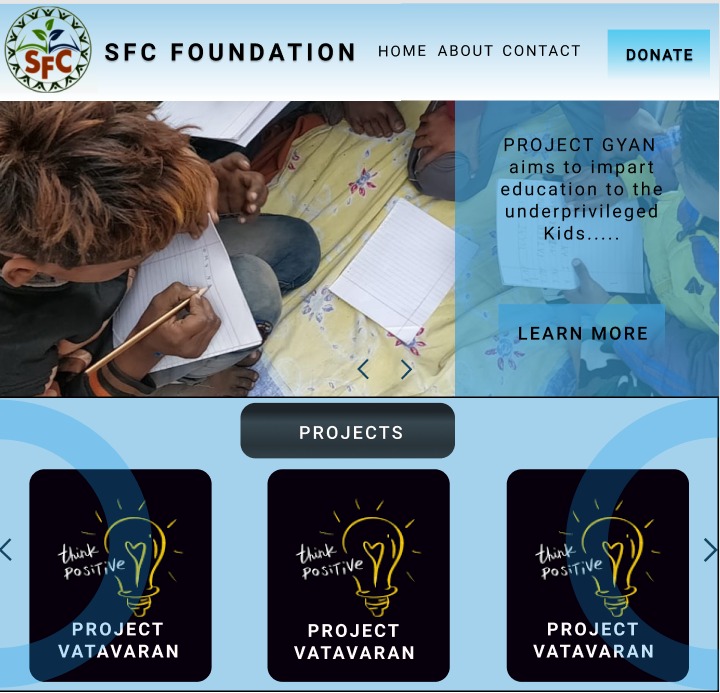 SFC
SFC FOUNDATION
HOME ABOUT CONTACT
DONATE
PROJECT GYAN
aims to impart
education to the
underprivileged
Kids.....
LEARN MORE
PROJECTS
think
POSITIVE
PROJECT
VATAVARAN
think
POSITIVE
PROJECT
VATAVARAN
think
POSITIVE
PROJECT
VATAVARAN